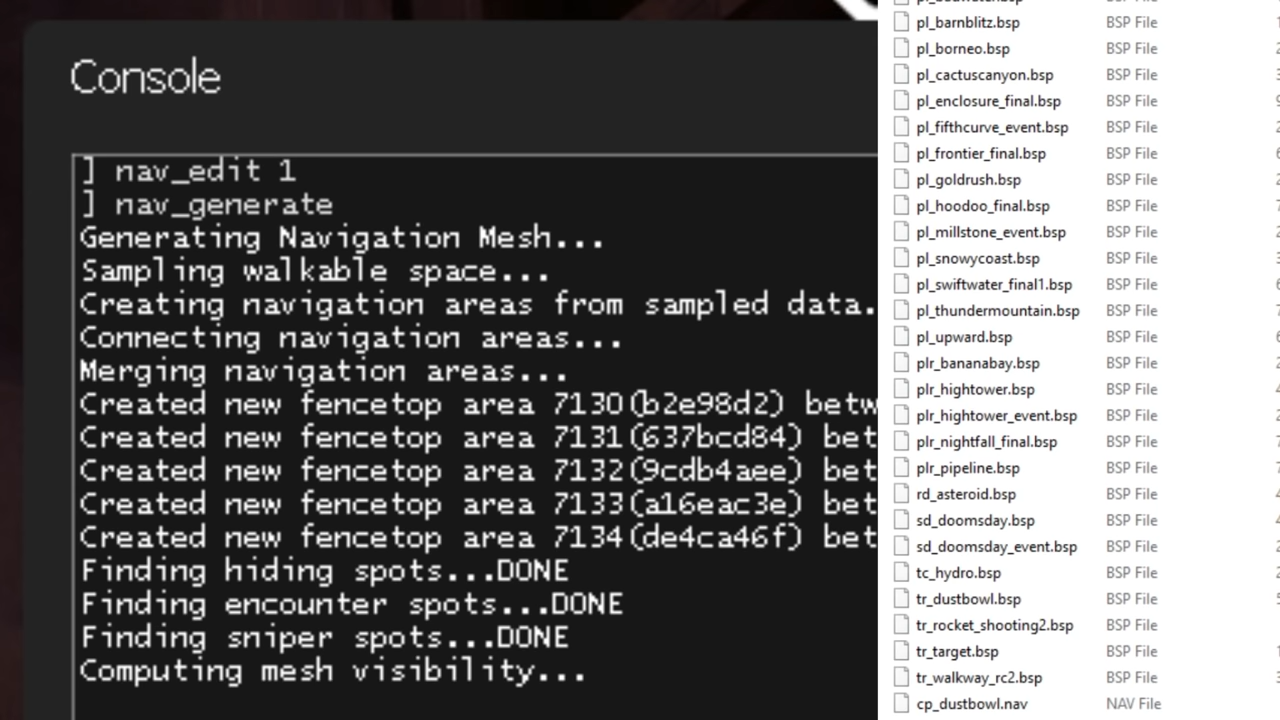 Console
] nav_edit 1
] nav_generate
Generating Navigation Mesh...
Sampling walkable space...
Creating navigation areas from sampled data.
Connecting navigation areas...
Merging navigation areas...
Created new fencetop area 7130(b2e98d2) betw
Created new fencetop area 7131(637bcd84) bet
Created new fencetop area 7132(9cdb4aee) bet
Created new fencetop area 7133(a16eac3e) bet
Created new fencetop area 7134(de4ca46f) bet
Finding hiding spots...DONE
Finding encounter spots...DONE
Finding sniper spots...DONE
Computing mesh visibility...
pl_barnblitz.bsp BSP File
pl_borneo.bsp BSP File
pl_cactuscanyon.bsp BSP File
pl_enclosure_final.bsp BSP File
pl_fifthcurve_event.bsp BSP File
pl_frontier_final.bsp BSP File
pl_goldrush.bsp BSP File
pl_hoodoo_final.bsp BSP File
pl_millstone_event.bsp BSP File
pl_snowycoast.bsp BSP File
pl_swiftwater_final1.bsp BSP File
pl_thundermountain.bsp BSP File
pl_upward.bsp BSP File
plr_bananabay.bsp BSP File
plr_hightower.bsp BSP File
plr_hightower_event.bsp BSP File
plr_nightfall_final.bsp BSP File
plr_pipeline.bsp BSP File
rd_asteroid.bsp BSP File
sd_doomsday.bsp BSP File
sd_doomsday_event.bsp BSP File
tc_hydro.bsp BSP File
tr_dustbowl.bsp BSP File
tr_rocket_shooting2.bsp BSP File
tr_target.bsp BSP File
tr_walkway_rc2.bsp BSP File
cp_dustbowl.nav NAV File